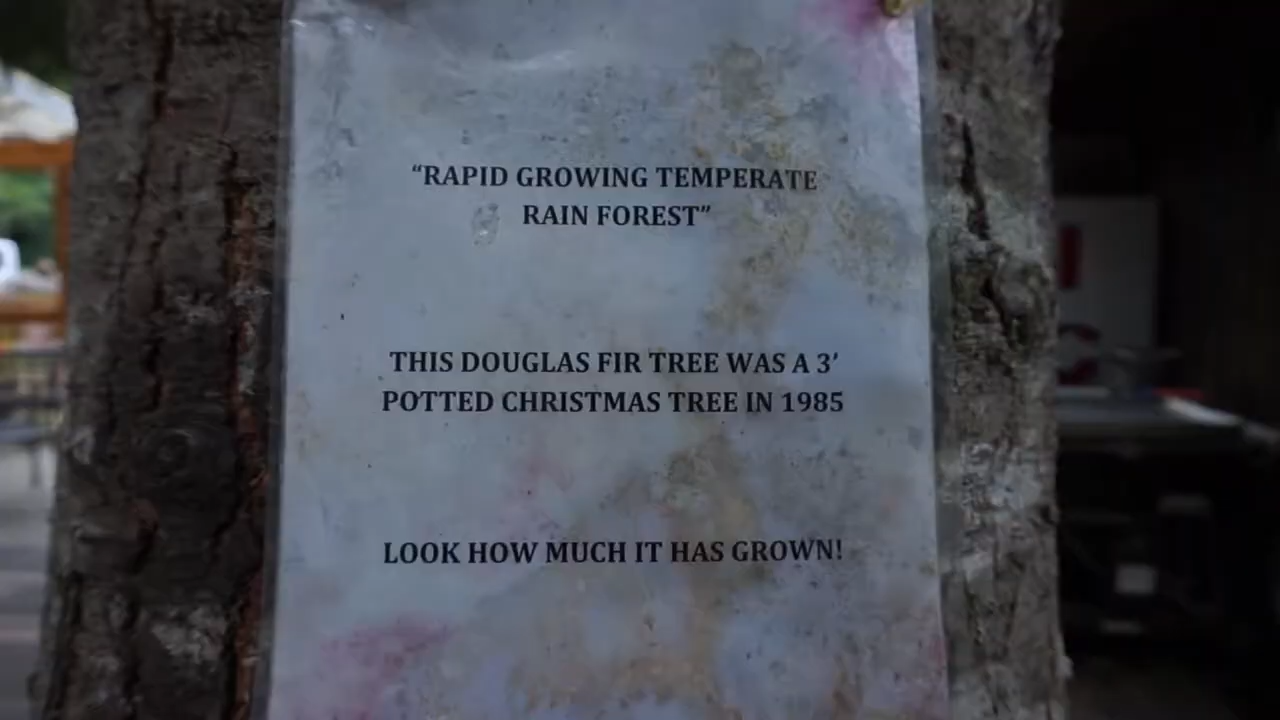 “RAPID GROWING TEMPERATE
RAIN FOREST”
THIS DOUGLAS FIR TREE WAS A 3’
POTTED CHRISTMAS TREE IN 1985
LOOK HOW MUCH IT HAS GROWN!